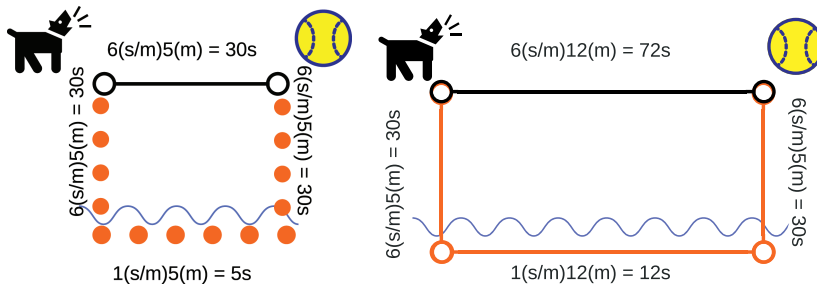 6(s/m)5(m) = 30s
6(s/m)5(m) = 30s
6(s/m)5(m) = 30s
1(s/m)5(m) = 5s
6(s/m)12(m) = 72s
6(s/m)5(m) = 30s
6(s/m)5(m) = 30s
1(s/m)12(m) = 12s